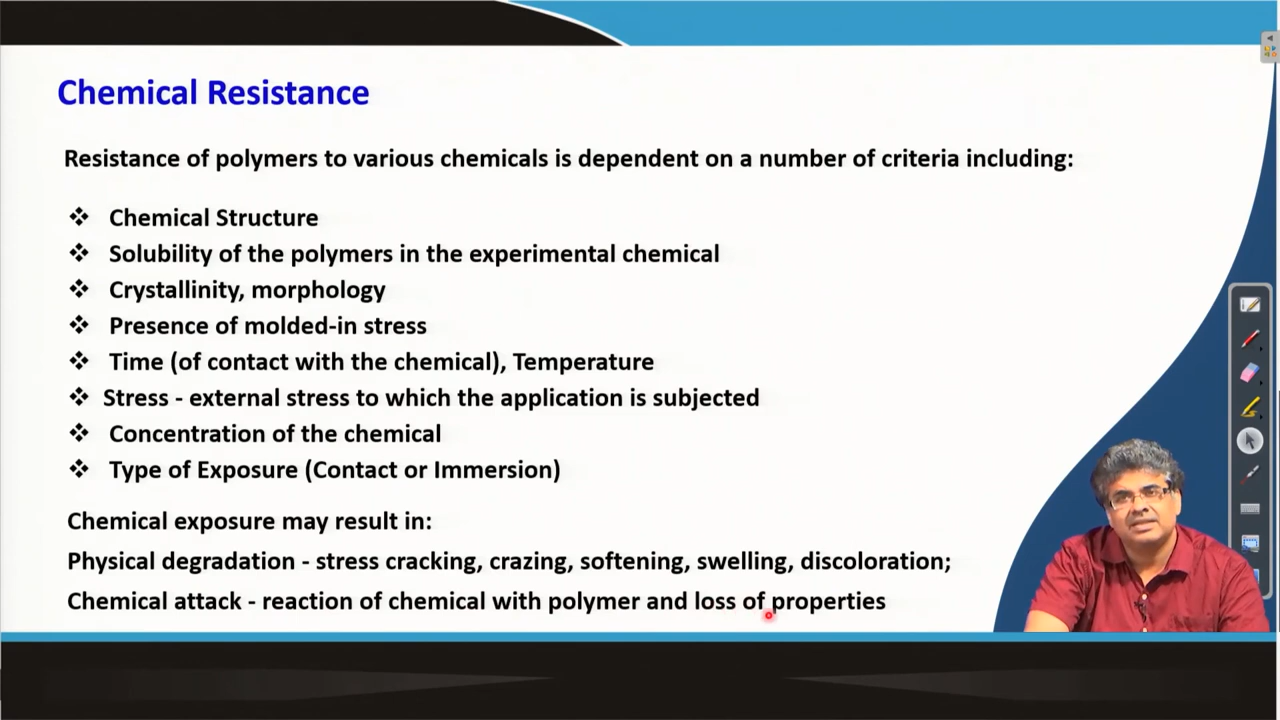 Chemical Resistance
Resistance of polymers to various chemicals is dependent on a number of criteria including:
❖ Chemical Structure
❖ Solubility of the polymers in the experimental chemical
❖ Crystallinity, morphology
❖ Presence of molded-in stress
❖ Time (of contact with the chemical), Temperature
❖ Stress - external stress to which the application is subjected
❖ Concentration of the chemical
❖ Type of Exposure (Contact or Immersion)
Chemical exposure may result in:
Physical degradation - stress cracking, crazing, softening, swelling, discoloration;
Chemical attack - reaction of chemical with polymer and loss of properties